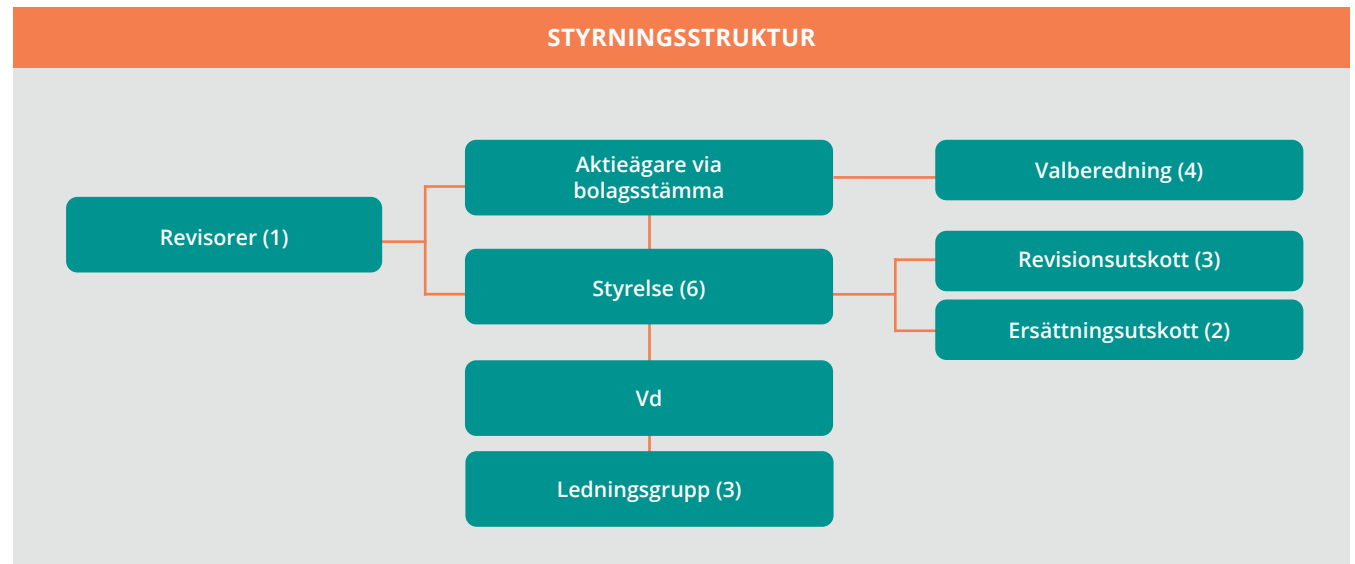 STYRNINGSSTRUKTUR
Aktieägare via
bolagsstämma
Valberedning (4)
Revisorer (1)
Revisionsutskott (3)
Styrelse (6)
Ersättningsutskott (2)
Vd
Ledningsgrupp (3)